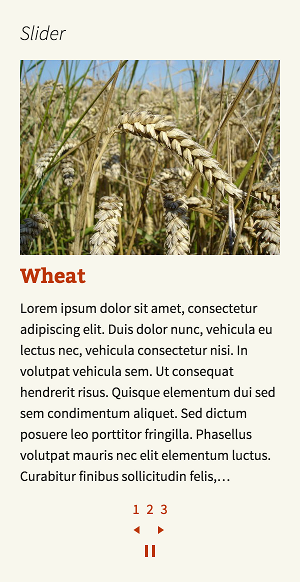 Slider
Wheat
Lorem ipsum dolor sit amet, consectetur
adipiscing elit. Duis dolor nunc, vehicula eu
lectus nec, vehicula consectetur nisi. In
volutpat vehicula sem. Ut consequat
hendrerit risus. Quisque elementum dui sed
sem condimentum aliquet. Sed dictum
posuere leo porttitor fringilla. Phasellus
volutpat mauris nec elit elementum luctus.
Curabitur finibus sollicitudin felis,…
1 2 3